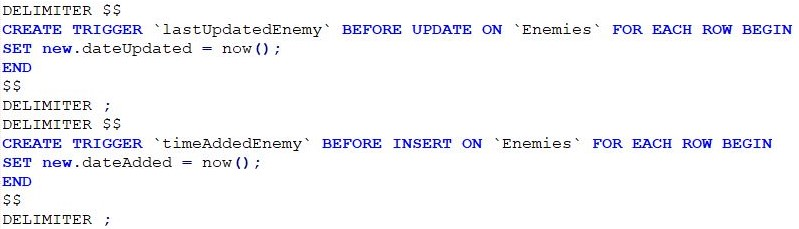 DELIMITER $$
CREATE TRIGGER `lastUpdatedEnemy` BEFORE UPDATE ON `Enemies` FOR EACH ROW BEGIN
SET new.dateUpdated = now();
END
$$
DELIMITER ;
DELIMITER $$
CREATE TRIGGER `timeAddedEnemy` BEFORE INSERT ON `Enemies` FOR EACH ROW BEGIN
SET new.dateAdded = now();
END
$$
DELIMITER ;